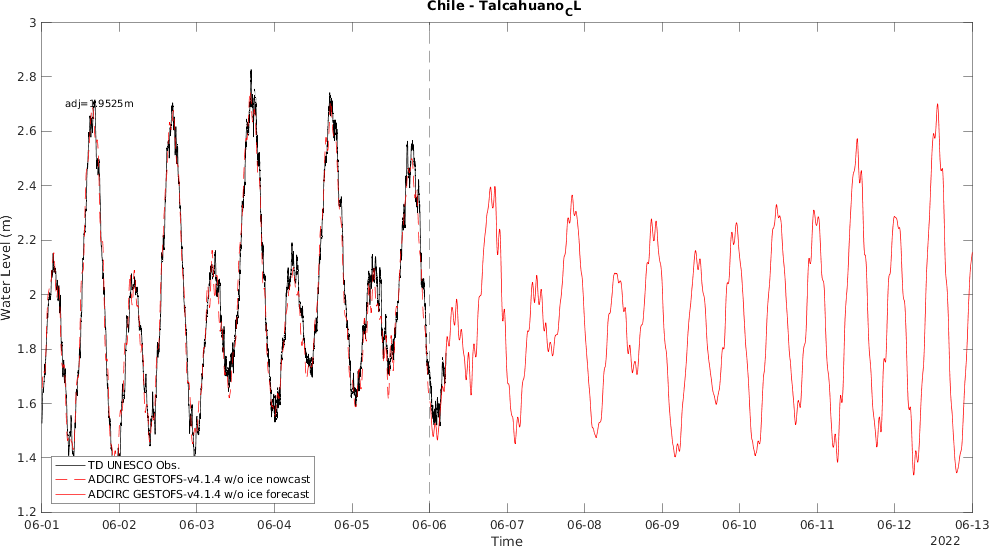 Chile - Talcahuano_CL
3
2.8
2.6
2.4
2.2
2
1.8
1.6
1.4
1.2
Water Level (m)
adj=1.9525m
TD UNESCO Obs.
ADCIRC GESTOFS-v4.1.4 w/o ice nowcast
ADCIRC GESTOFS-v4.1.4 w/o ice forecast
06-01 06-02 06-03 06-04 06-05 06-06 06-07 06-08 06-09 06-10 06-11 06-12 06-13
Time
2022